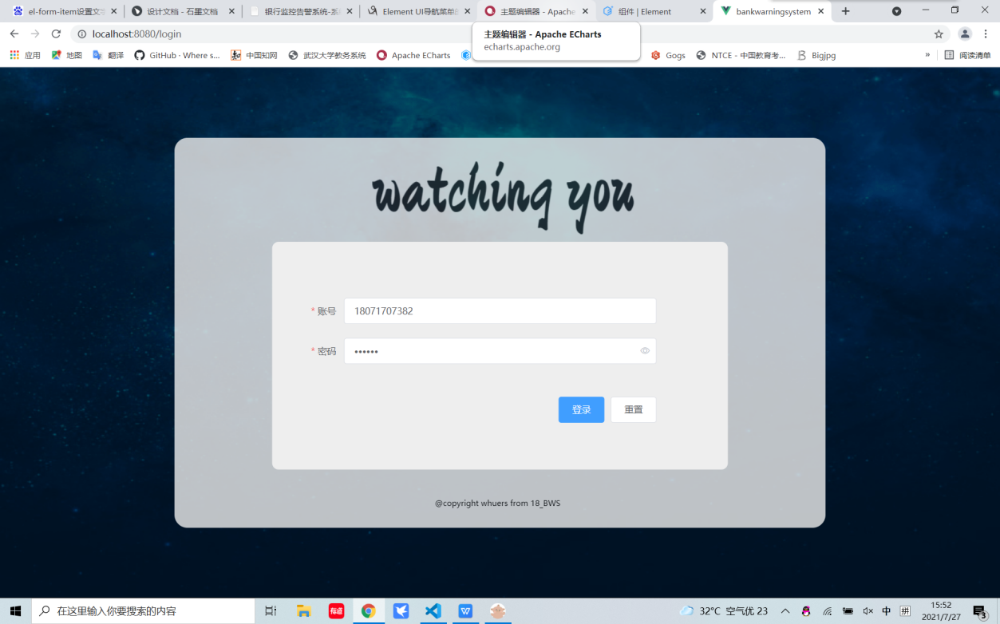 el-form-item设置文
设计文档 - 石墨文档
银行监控告警系统-系
Element UI导航菜单
主题编辑器 - Apache
组件 | Element
bankwarningsystem
localhost:8080/login
主题编辑器 - Apache ECharts
echarts.apache.org
应用 地图 翻译 GitHub · Where s... 中国知网 武汉大学教务系统 Apache ECharts Gogs NTCE - 中国教育考... Bigjpg » 阅读清单
watching you
* 账号 18071707382
* 密码 ••••••
登录 重置
@copyright whuers from 18_BWS
在这里输入你要搜索的内容
有道
32°C 空气优 23
中
拼
15:52
2021/7/27
3